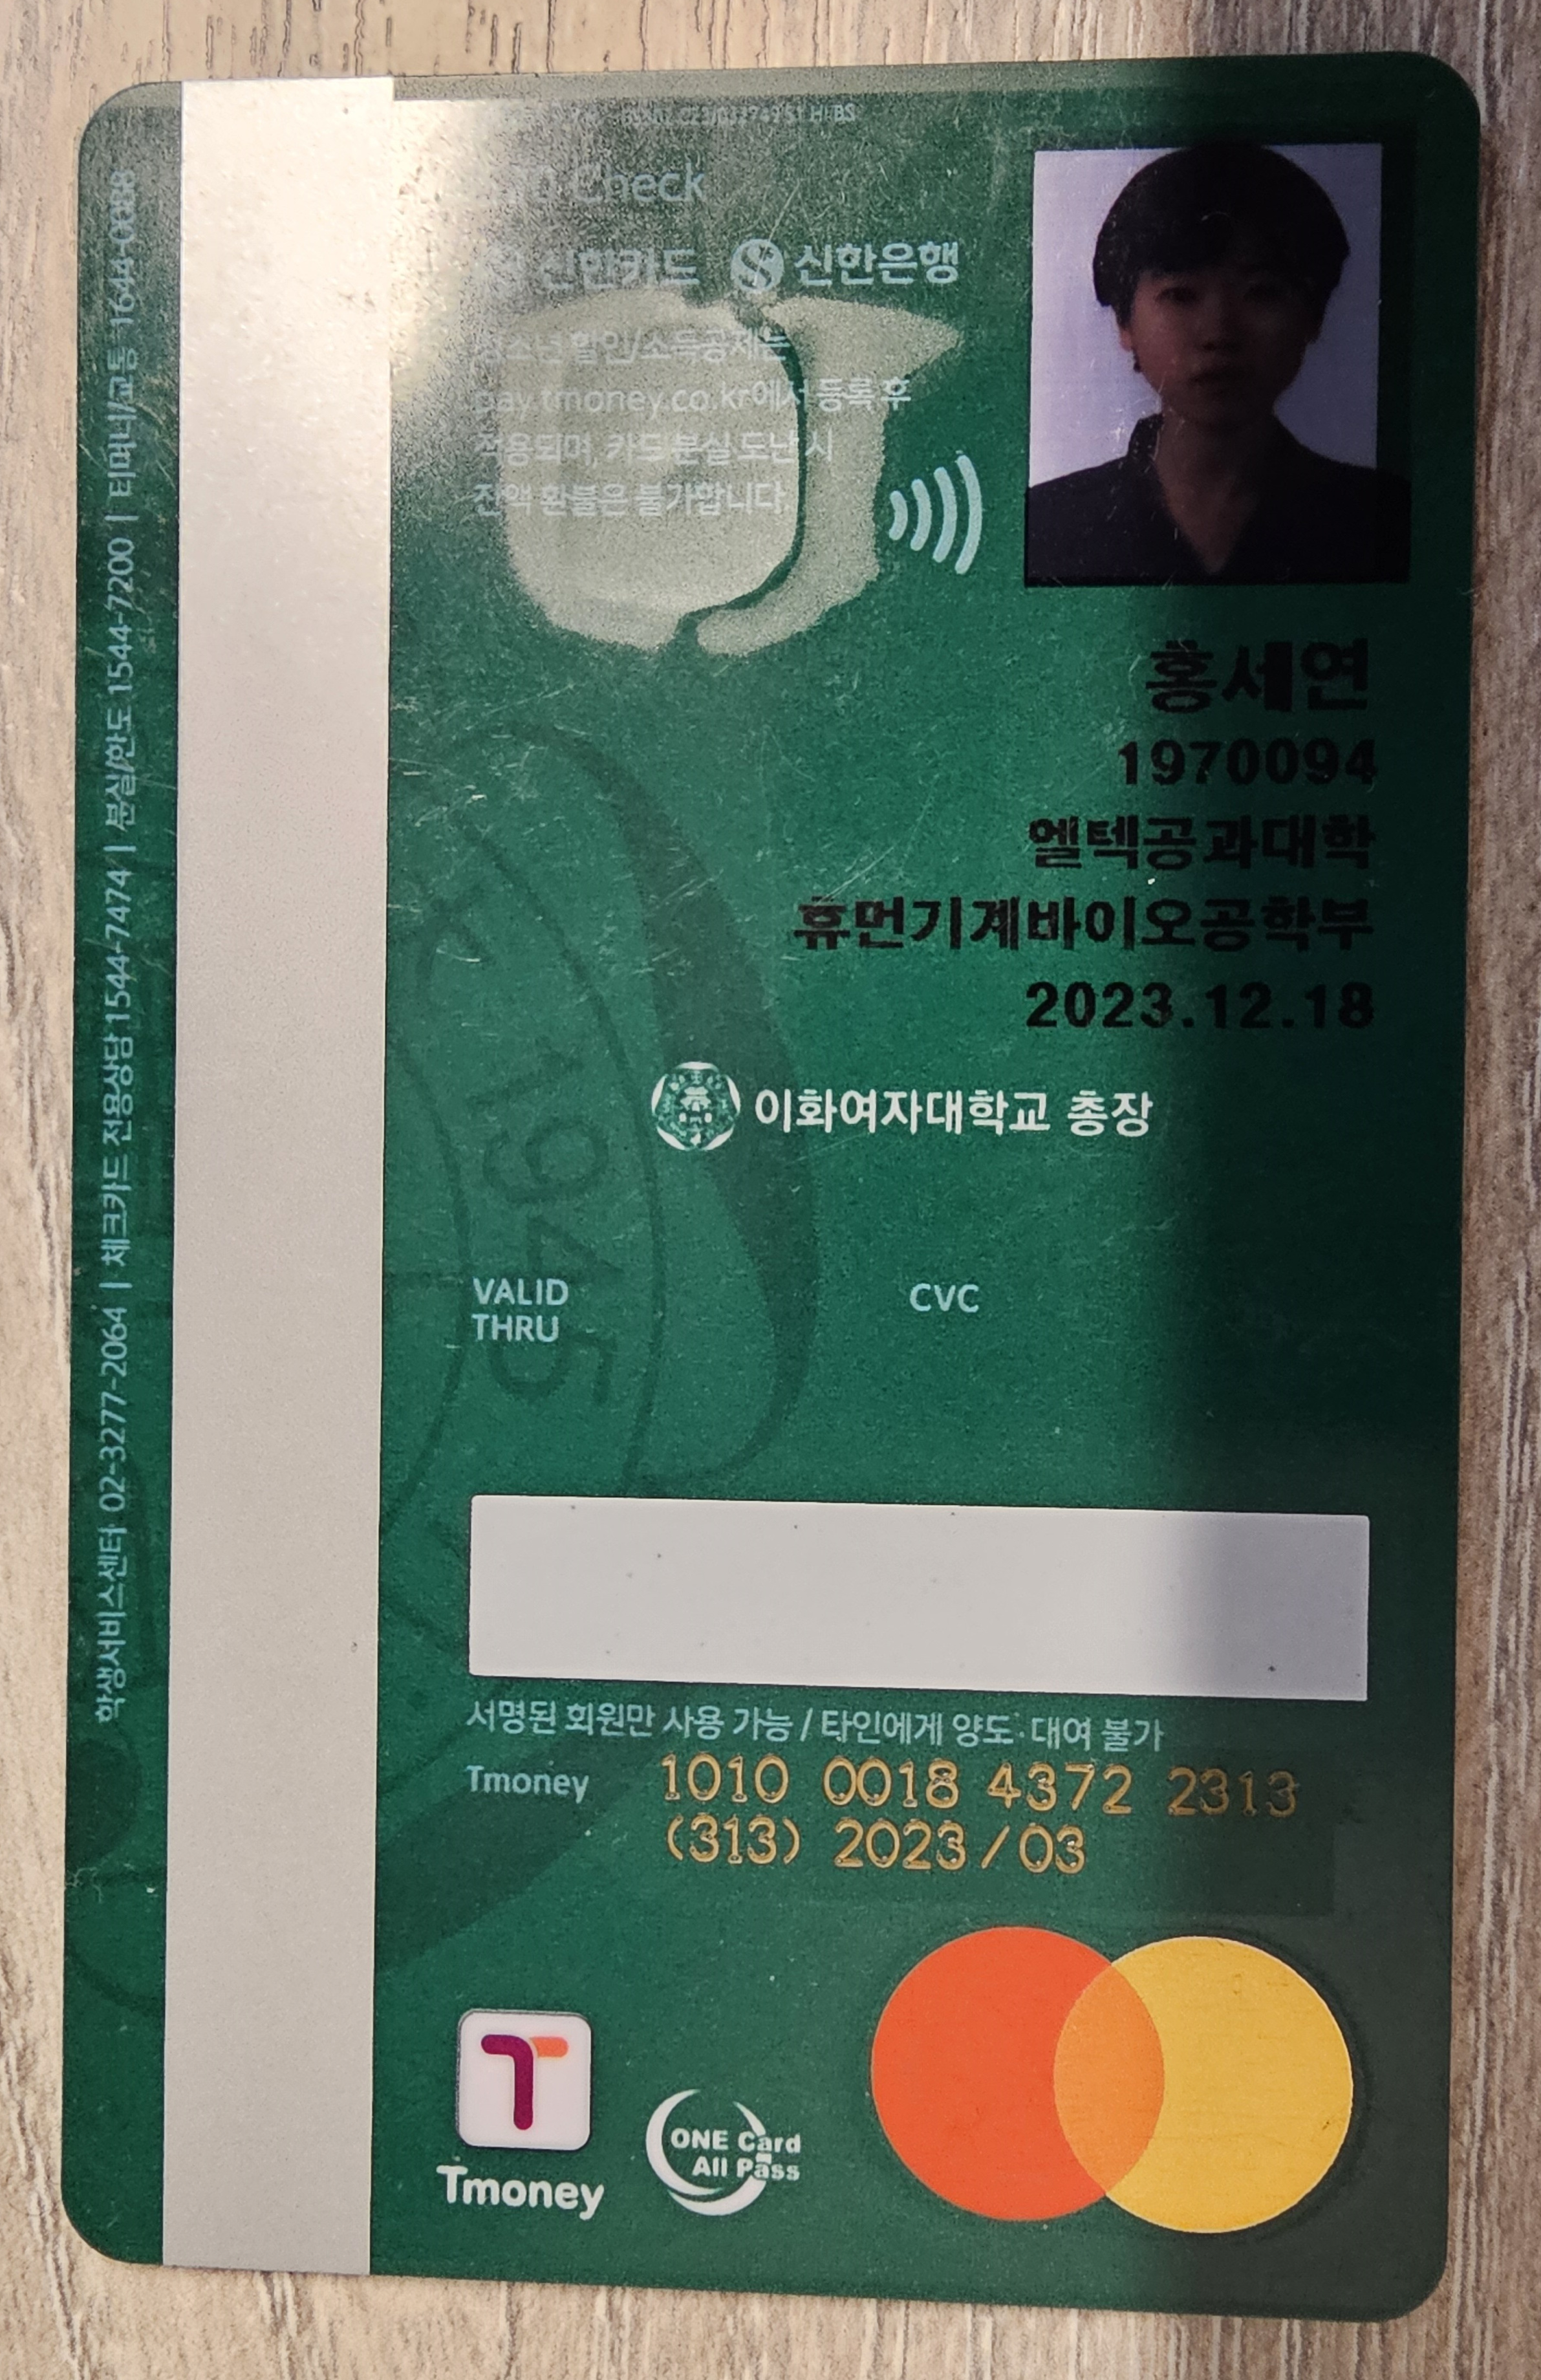 Check
신한카드 신한은행
청소년 할인/소득공제는
pay.tmoney.co.kr에서 등록 후
적용되며, 카드 분실 도난 시
잔액 환불은 불가합니다.
홍세연
1970094
엘텍공과대학
휴먼기계바이오공학부
2023.12.18
이화여자대학교 총장
1945
VALID
THRU
CVC
서명된 회원만 사용 가능 / 타인에게 양도·대여 불가
Tmoney 1010 0018 4372 2313
(313) 2023/03
Tmoney
ONE Card
All Pass
학생서비스센터 02-3277-2064 | 체크카드 전용상담 1544-7474 | 분실/한도 1544-7200 | 티머니/교통 1644-0088